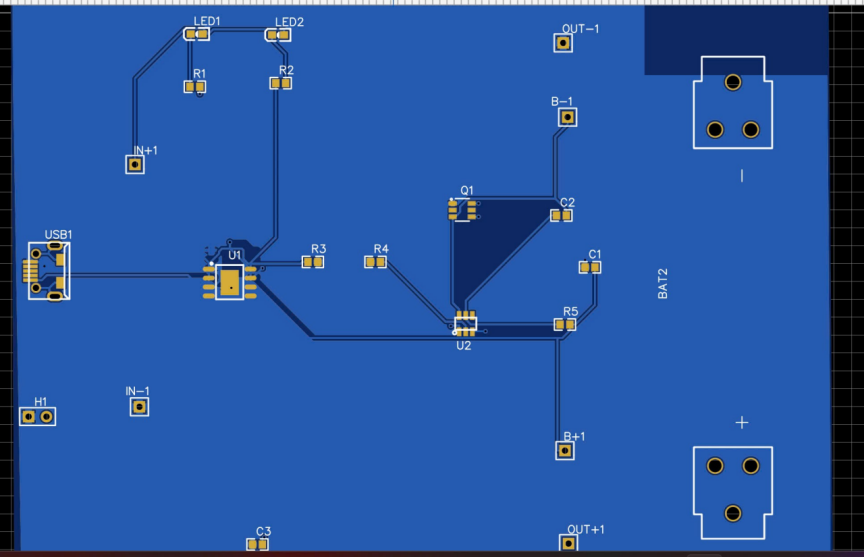 LED1
LED2
OUT-1
R1
R2
B-1
IN+1
Q1
C2
USB1
U1
R3
R4
C1
BAT2
R5
U2
H1
IN-1
B+1
C3
OUT+1
−
+